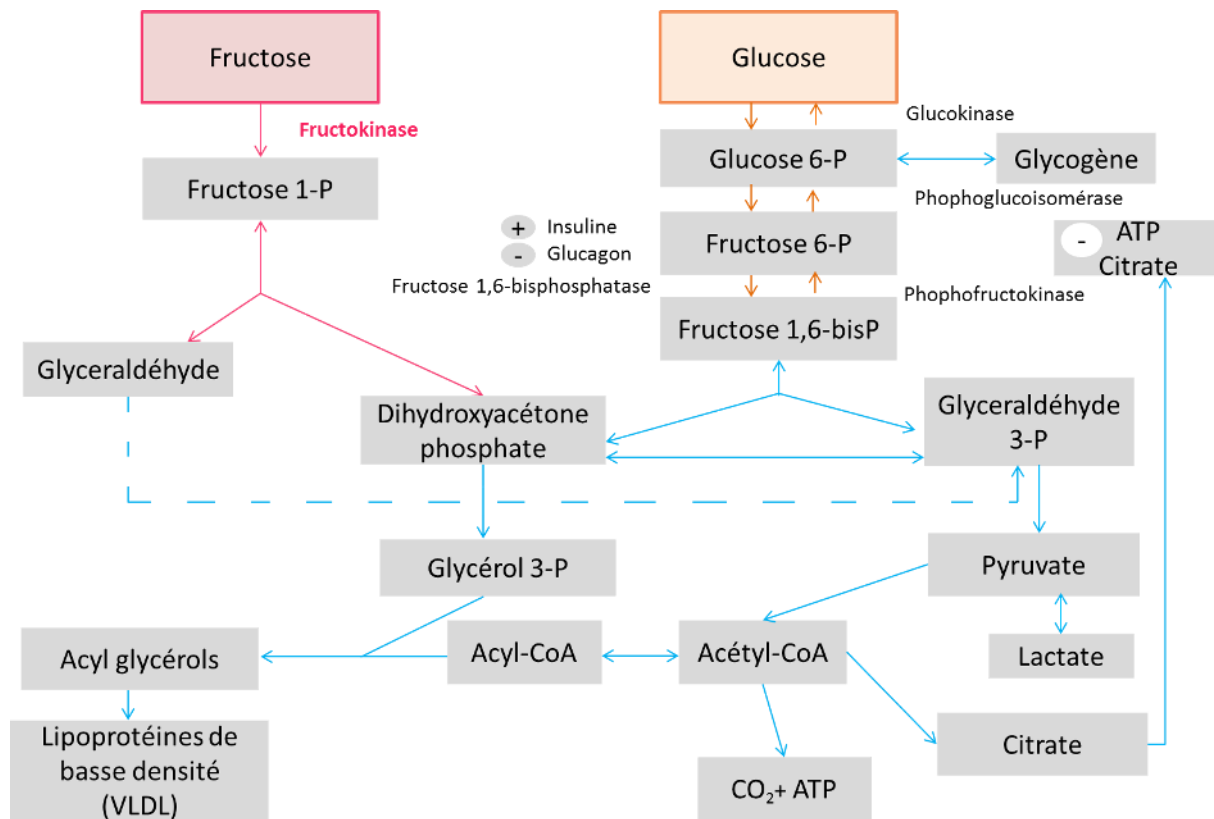 Fructose
Glucose
Fructokinase
Glucokinase
Glucose 6-P
Glycogène
Fructose 1-P
Phophoglucoisomérase
+ Insuline
- Glucagon
Fructose 6-P
- ATP
Citrate
Fructose 1,6-bisphosphatase
Phophofructokinase
Fructose 1,6-bisP
Glyceraldéhyde
Dihydroxyacétone
phosphate
Glyceraldéhyde
3-P
Glycérol 3-P
Pyruvate
Acyl glycérols
Acyl-CoA
Acétyl-CoA
Lactate
Lipoprotéines de
basse densité
(VLDL)
Citrate
CO₂+ ATP